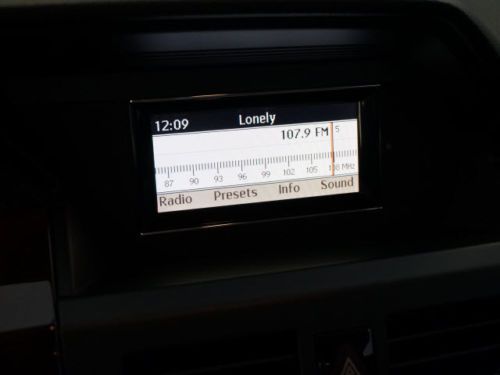 12:09 Lonely
107.9 FM 5
87 90 93 96 99 102 105 108 MHz
Radio Presets Info Sound